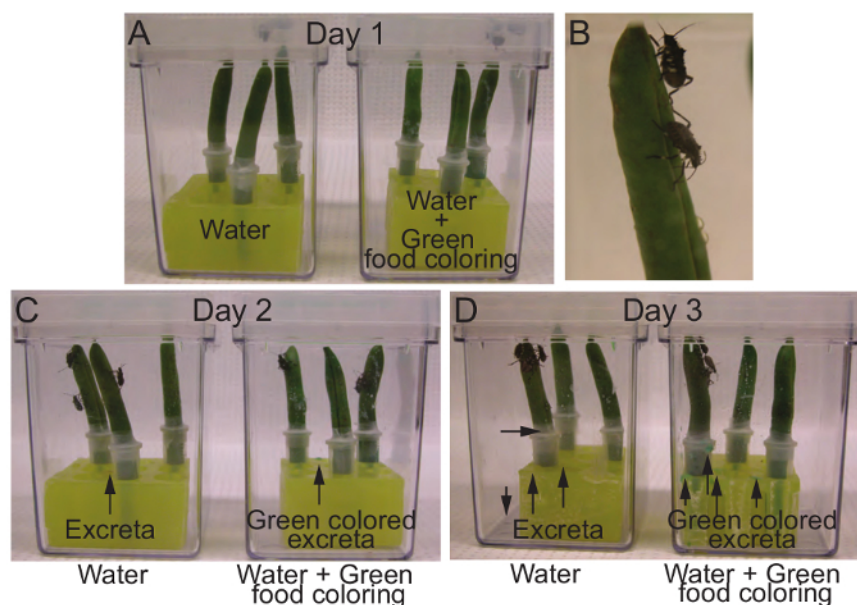 A Day 1
B
Water
Water
+
Green
food coloring
C Day 2
D Day 3
Excreta
Green colored
excreta
Excreta
Green colored
excreta
Water
Water + Green
food coloring
Water
Water + Green
food coloring